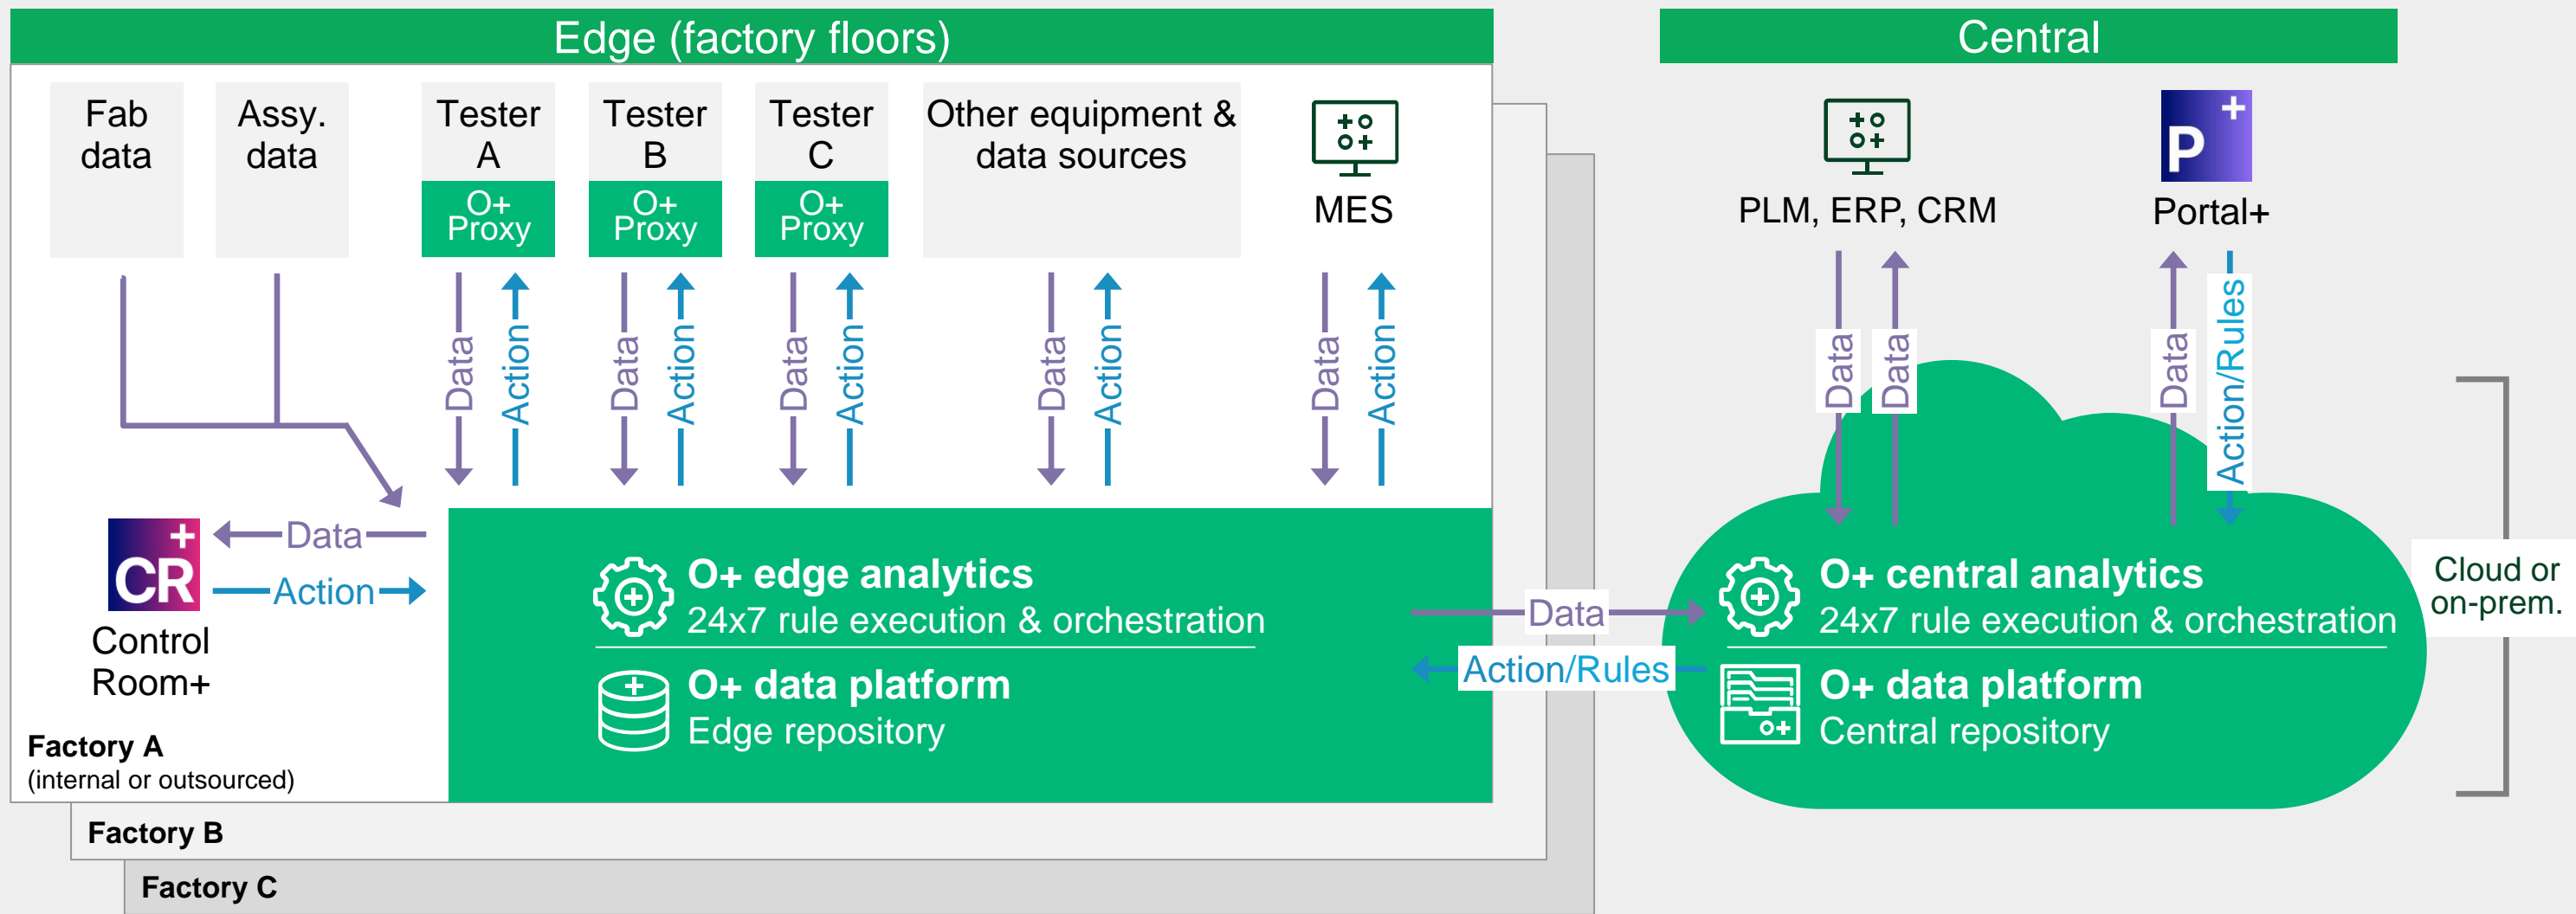 Edge (factory floors)
Central
Fab
data
Assy.
data
Tester
A
O+
Proxy
Tester
B
O+
Proxy
Tester
C
O+
Proxy
Other equipment &
data sources
MES
PLM, ERP, CRM
P+
Portal+
Data
Action
Data
Action
Data
Action
Data
Action
Data
Action
Data
Data
Data
Action/Rules
CR+
Control
Room+
Data
Action
O+ edge analytics
24x7 rule execution & orchestration
O+ data platform
Edge repository
Data
Action/Rules
O+ central analytics
24x7 rule execution & orchestration
O+ data platform
Central repository
Cloud or
on-prem.
Factory A
(internal or outsourced)
Factory B
Factory C